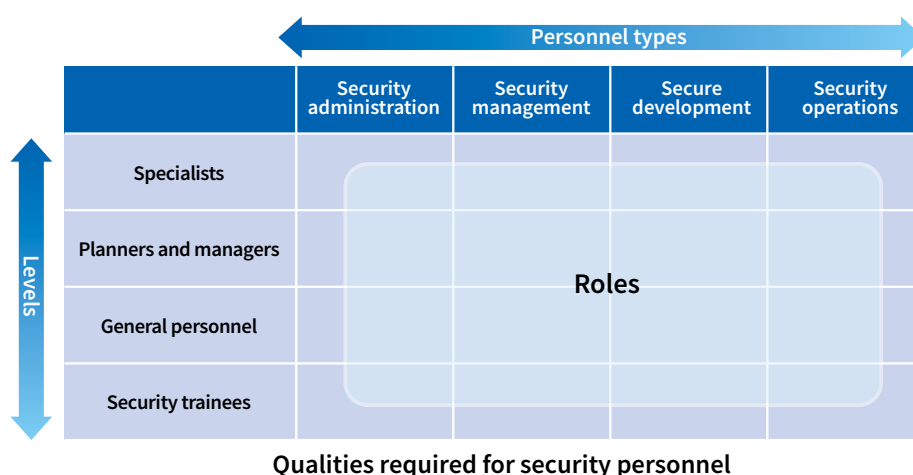 Personnel types
Security
administration
Security
management
Secure
development
Security
operations
Levels
Specialists
Planners and managers
General personnel
Security trainees
Roles
Qualities required for security personnel